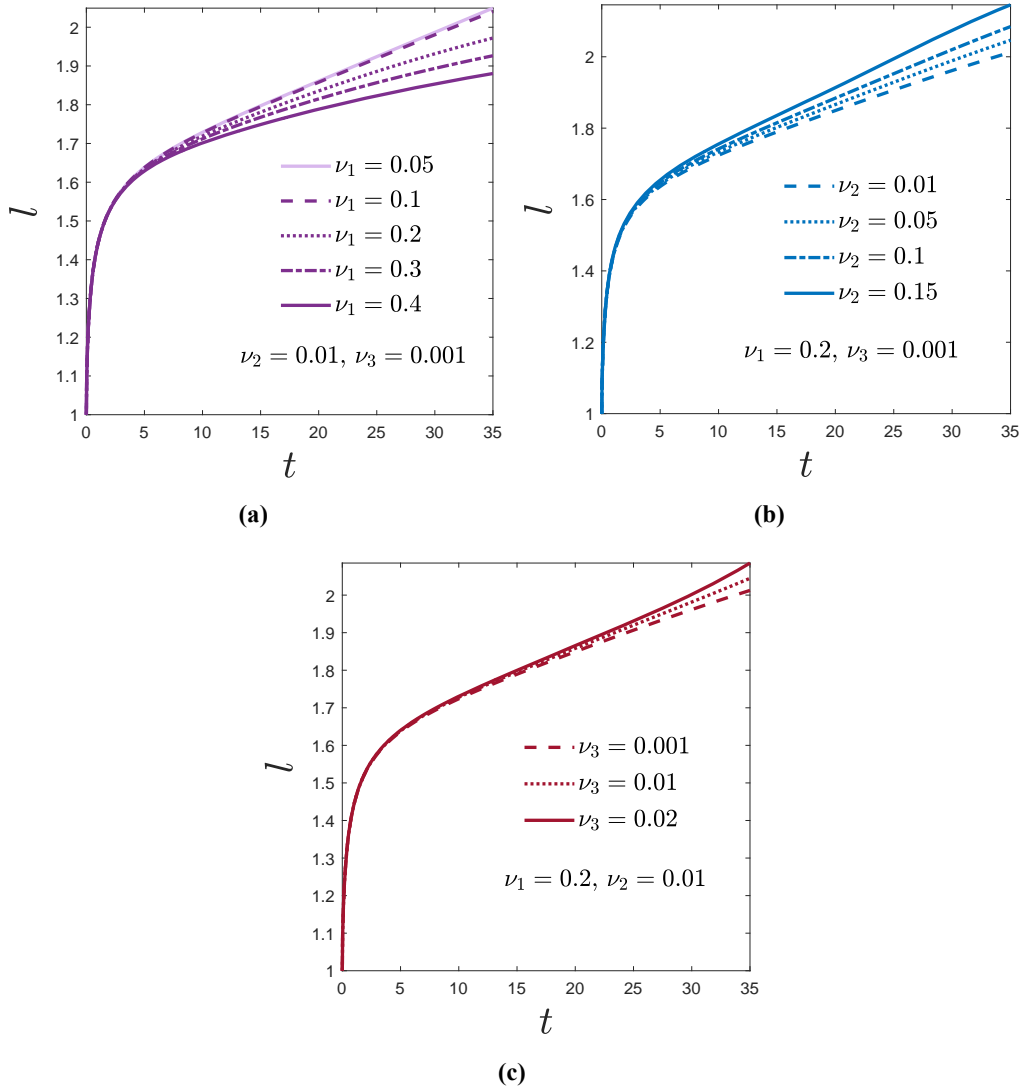 2
1.9
1.8
1.7
1.6
1.5
1.4
1.3
1.2
1.1
1
l
ν₁ = 0.05
ν₁ = 0.1
ν₁ = 0.2
ν₁ = 0.3
ν₁ = 0.4
ν₂ = 0.01, ν₃ = 0.001
0 5 10 15 20 25 30 35
t
(a)
2
1.8
1.6
1.4
1.2
1
l
ν₂ = 0.01
ν₂ = 0.05
ν₂ = 0.1
ν₂ = 0.15
ν₁ = 0.2, ν₃ = 0.001
0 5 10 15 20 25 30 35
t
(b)
2
1.9
1.8
1.7
1.6
1.5
1.4
1.3
1.2
1.1
1
l
ν₃ = 0.001
ν₃ = 0.01
ν₃ = 0.02
ν₁ = 0.2, ν₂ = 0.01
0 5 10 15 20 25 30 35
t
(c)